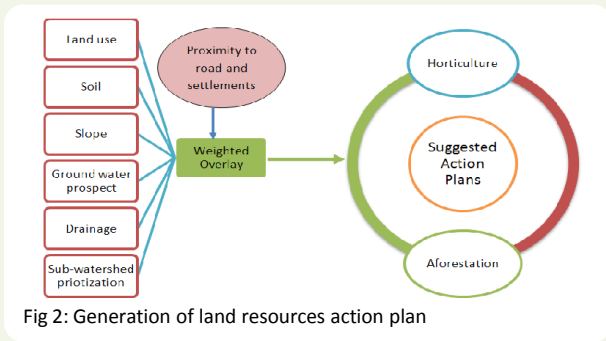 Land use
Soil
Slope
Ground water
prospect
Drainage
Sub-watershed
priotization
Proximity to
road and
settlements
Weighted
Overlay
Horticulture
Suggested
Action
Plans
Aforestation
Fig 2: Generation of land resources action plan